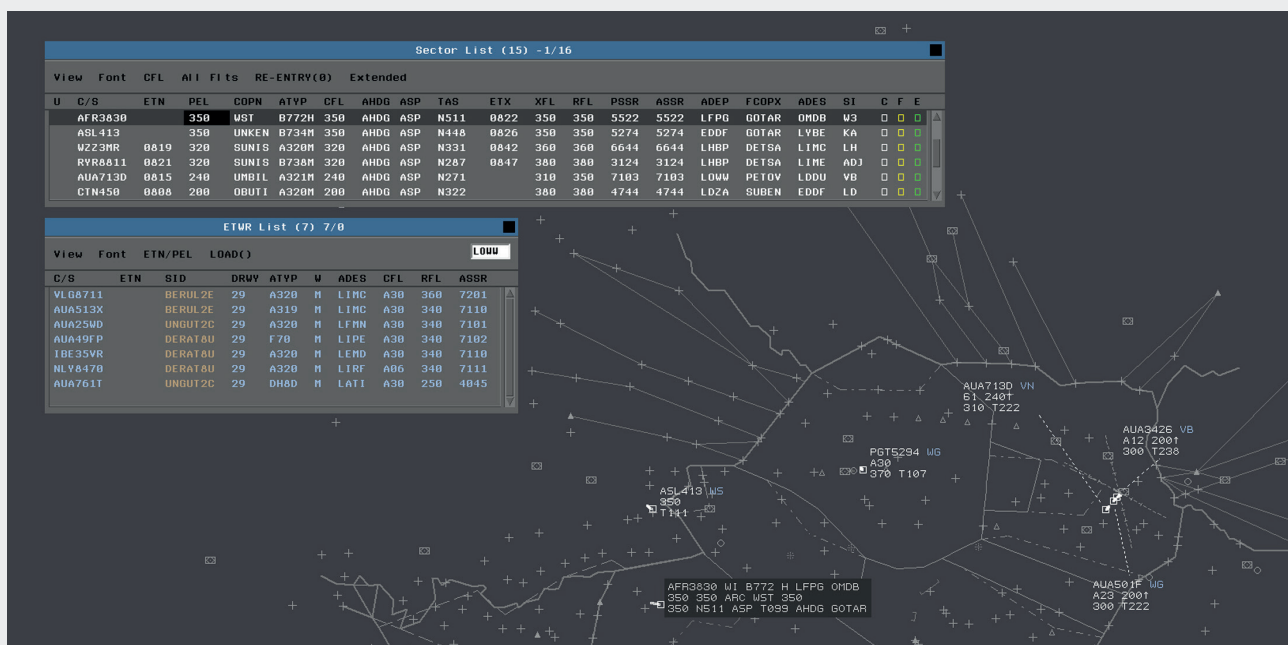 Sector List (15) -1/16
View Font CFL All Flts RE-ENTRY(0) Extended
U C/S ETN PEL COPN ATYP CFL AHDG ASP TAS ETX XFL RFL PSSR ASSR ADEP FCOPX ADES SI C F E
AFR3830 350 WST B772H 350 AHDG ASP N511 0822 350 350 5522 5522 LFPG GOTAR OMDB W3
ASL413 350 UNKEN B734M 350 AHDG ASP N448 0826 350 350 5274 5274 EDDF GOTAR LYBE KA
WZZ3MR 0819 320 SUNIS A320M 320 AHDG ASP N331 0842 360 360 6644 6644 LHBP DETSA LIMC LH
RYR8811 0821 320 SUNIS B738M 320 AHDG ASP N287 0847 380 380 3124 3124 LHBP DETSA LIME ADJ
AUA713D 0815 240 UMBIL A321M 240 AHDG ASP N271 310 350 7103 7103 LOWW PETOV LDDU VB
CTN450 0808 200 OBUTI A320M 200 AHDG ASP N322 380 380 4744 4744 LDZA SUBEN EDDF LD
ETWR List (7) 7/0
View Font ETN/PEL LOAD() LOWW
C/S ETN SID DRWY ATYP W ADES CFL RFL ASSR
VLG8711 BERUL2E 29 A320 M LIMC A30 360 7201
AUA513X BERUL2E 29 A319 M LIMC A30 340 7110
AUA25WD UNGUT2C 29 A320 M LFMN A30 340 7101
AUA49FP DERAT8U 29 F70 M LIPE A30 340 7102
IBE35VR DERAT8U 29 A320 M LEMD A30 340 7110
NLY8470 DERAT8U 29 A320 M LIRF A06 340 7111
AUA761T UNGUT2C 29 DH8D M LATI A30 250 4045
AUA713D VN
61 240↑
310 T222
AUA3426 VB
A12 200↑
300 T238
PGT5294 WG
A30
370 T107
ASL413 WS
350
T111
AFR3830 WI B772 H LFPG OMDB
350 350 ARC WST 350
350 N511 ASP T099 AHDG GOTAR
AUA501F WG
A23 200↑
300 T222